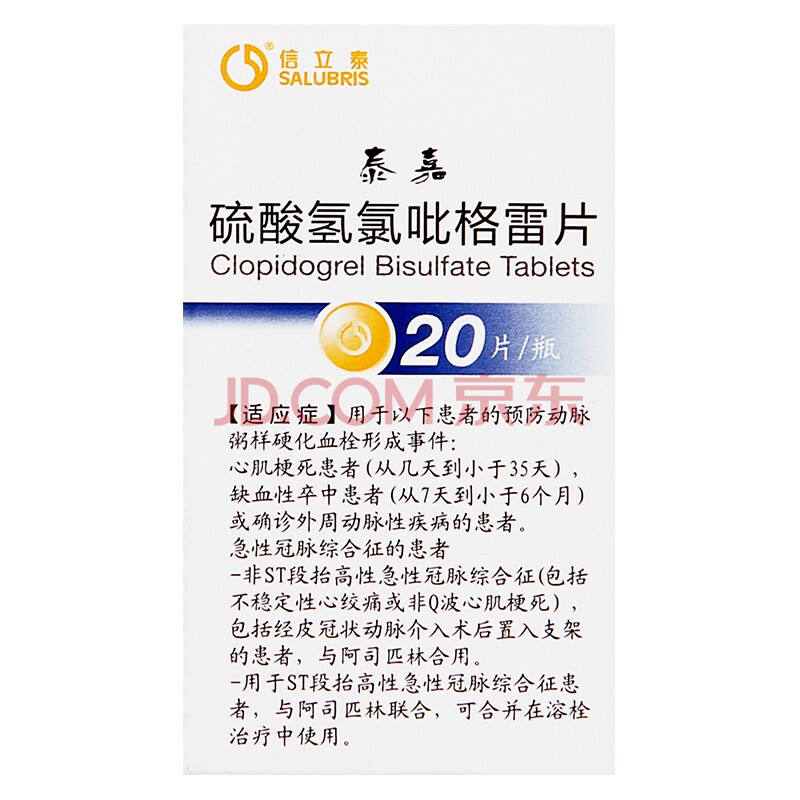 信立泰®
SALUBRIS
泰嘉
硫酸氢氯吡格雷片
Clopidogrel Bisulfate Tablets
20片/瓶
JD.COM 京东
【适应症】用于以下患者的预防动脉
粥样硬化血栓形成事件：
心肌梗死患者(从几天到小于35天)，
缺血性卒中患者(从7天到小于6个月)
或确诊外周动脉性疾病的患者。
急性冠脉综合征的患者
-非ST段抬高性急性冠脉综合征(包括
不稳定性心绞痛或非Q波心肌梗死)，
包括经皮冠状动脉介入术后置入支架
的患者，与阿司匹林合用。
-用于ST段抬高性急性冠脉综合征患
者，与阿司匹林联合，可合并在溶栓
治疗中使用。